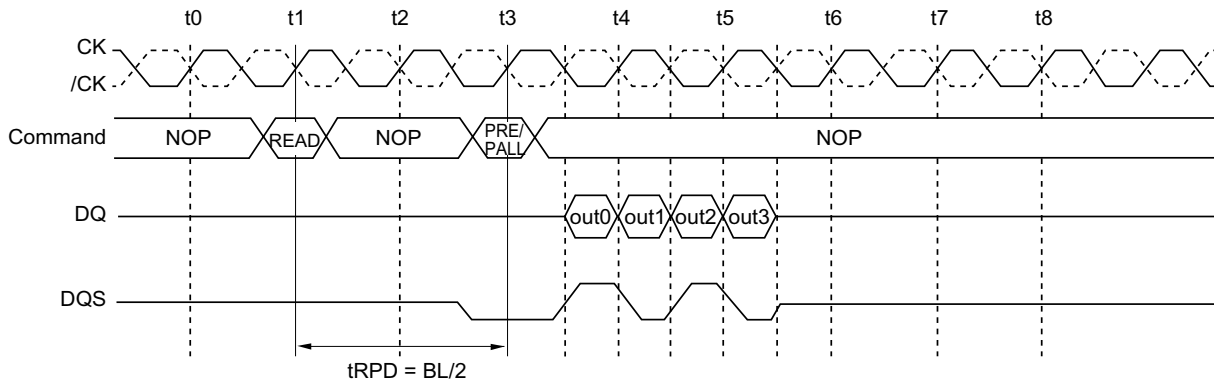 t0 t1 t2 t3 t4 t5 t6 t7 t8
CK
/CK
Command NOP READ NOP PRE/ PALL NOP
DQ out0 out1 out2 out3
DQS
tRPD = BL/2